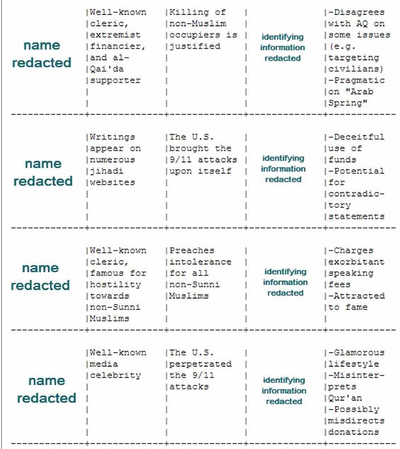 name
redacted
Well-known
cleric,
extremist
financier,
and al-
Qai'da
supporter
Killing of
non-Muslim
occupiers is
justified
identifying
information
redacted
-Disagrees
with AQ on
some issues
(e.g.
targeting
civilians)
-Pragmatic
on "Arab
Spring"
name
redacted
Writings
appear on
numerous
jihadi
websites
The U.S.
brought the
9/11 attacks
upon itself
identifying
information
redacted
-Deceitful
use of
funds
-Potential
for
contradic-
tory
statements
name
redacted
Well-known
cleric,
famous for
hostility
towards
non-Sunni
Muslims
Preaches
intolerance
for all
non-Sunni
Muslims
identifying
information
redacted
-Charges
exorbitant
speaking
fees
-Attracted
to fame
name
redacted
Well-known
media
celebrity
The U.S.
perpetrated
the 9/11
attacks
identifying
information
redacted
-Glamorous
lifestyle
-Misinter-
prets
Qur'an
-Possibly
misdirects
donations